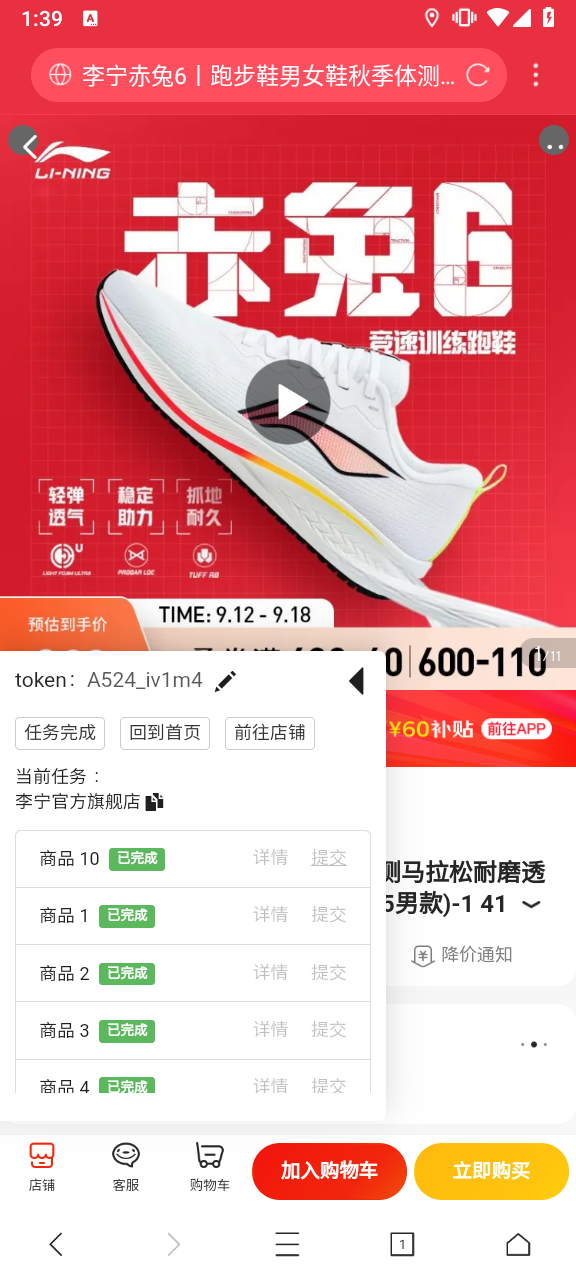 1:39
李宁赤兔6丨跑步鞋男女鞋秋季体测...
LI-NING
赤兔6
竞速训练跑鞋
轻弹 稳定 抓地
透气 助力 耐久
LIGHT FOAM ULTRA PROBAR LOC TUFF RB
TIME: 9.12 - 9.18
预估到手价
1/11
600-110
token: A524_iv1m4
¥60补贴 前往APP
任务完成 回到首页 前往店铺
当前任务：
李宁官方旗舰店
商品 10 已完成 详情 提交
测马拉松耐磨透
5男款)-1 41
商品 1 已完成 详情 提交
降价通知
商品 2 已完成 详情 提交
商品 3 已完成 详情 提交
商品 4 已完成 详情 提交
店铺 客服 购物车 加入购物车 立即购买
1